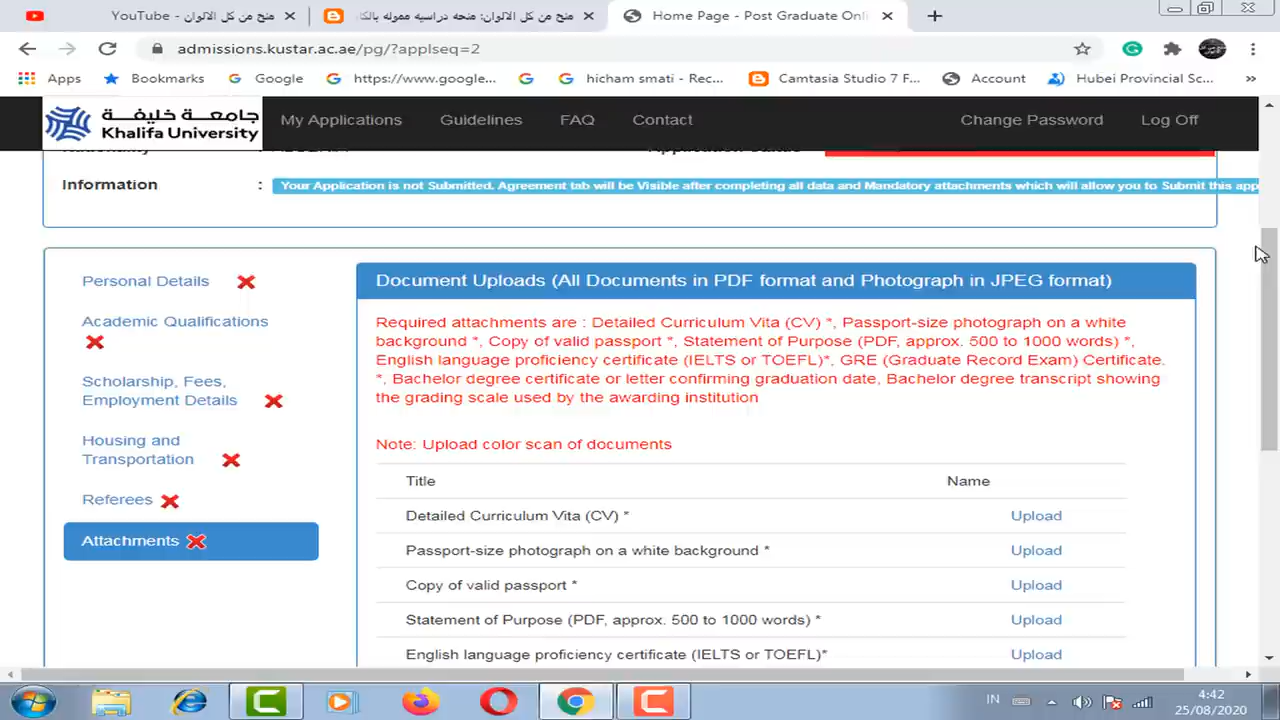 YouTube - منح من كل الالوان
منح من كل الالوان: منحه دراسيه مموله بالكا
Home Page - Post Graduate Onli
admissions.kustar.ac.ae/pg/?applseq=2
Apps
Bookmarks
Google
https://www.google...
hicham smati - Rec...
Camtasia Studio 7 F...
Account
Hubei Provincial Sc...
»
جامعة خليفة
Khalifa University
My Applications
Guidelines
FAQ
Contact
Change Password
Log Off
Information : Your Application is not Submitted. Agreement tab will be Visible after completing all data and Mandatory attachments which will allow you to Submit this app
Personal Details
Academic Qualifications
Scholarship, Fees,
Employment Details
Housing and
Transportation
Referees
Attachments
Document Uploads (All Documents in PDF format and Photograph in JPEG format)
Required attachments are : Detailed Curriculum Vita (CV) *, Passport-size photograph on a white
background *, Copy of valid passport *, Statement of Purpose (PDF, approx. 500 to 1000 words) *,
English language proficiency certificate (IELTS or TOEFL)*, GRE (Graduate Record Exam) Certificate.
*, Bachelor degree certificate or letter confirming graduation date, Bachelor degree transcript showing
the grading scale used by the awarding institution
Note: Upload color scan of documents
Title Name
Detailed Curriculum Vita (CV) * Upload
Passport-size photograph on a white background * Upload
Copy of valid passport * Upload
Statement of Purpose (PDF, approx. 500 to 1000 words) * Upload
English language proficiency certificate (IELTS or TOEFL)* Upload
IN
4:42
25/08/2020